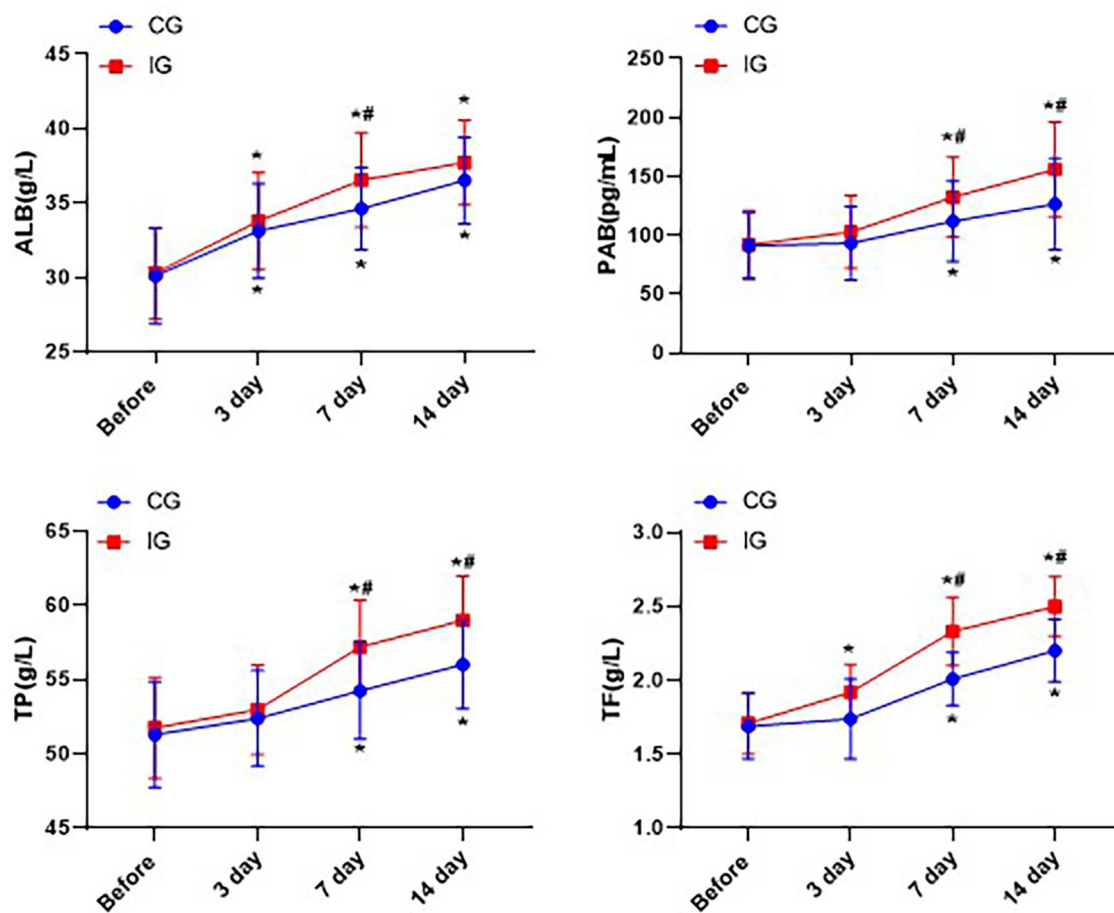 CG
IG
ALB(g/L)
45
40
35
30
25
*
*
*#
*
*
*
Before
3 day
7 day
14 day
CG
IG
PAB(pg/mL)
250
200
150
100
50
0
*#
*
*#
*
Before
3 day
7 day
14 day
CG
IG
TP(g/L)
65
60
55
50
45
*#
*
*#
*
Before
3 day
7 day
14 day
CG
IG
TF(g/L)
3.0
2.5
2.0
1.5
1.0
*
*#
*
*#
*
Before
3 day
7 day
14 day